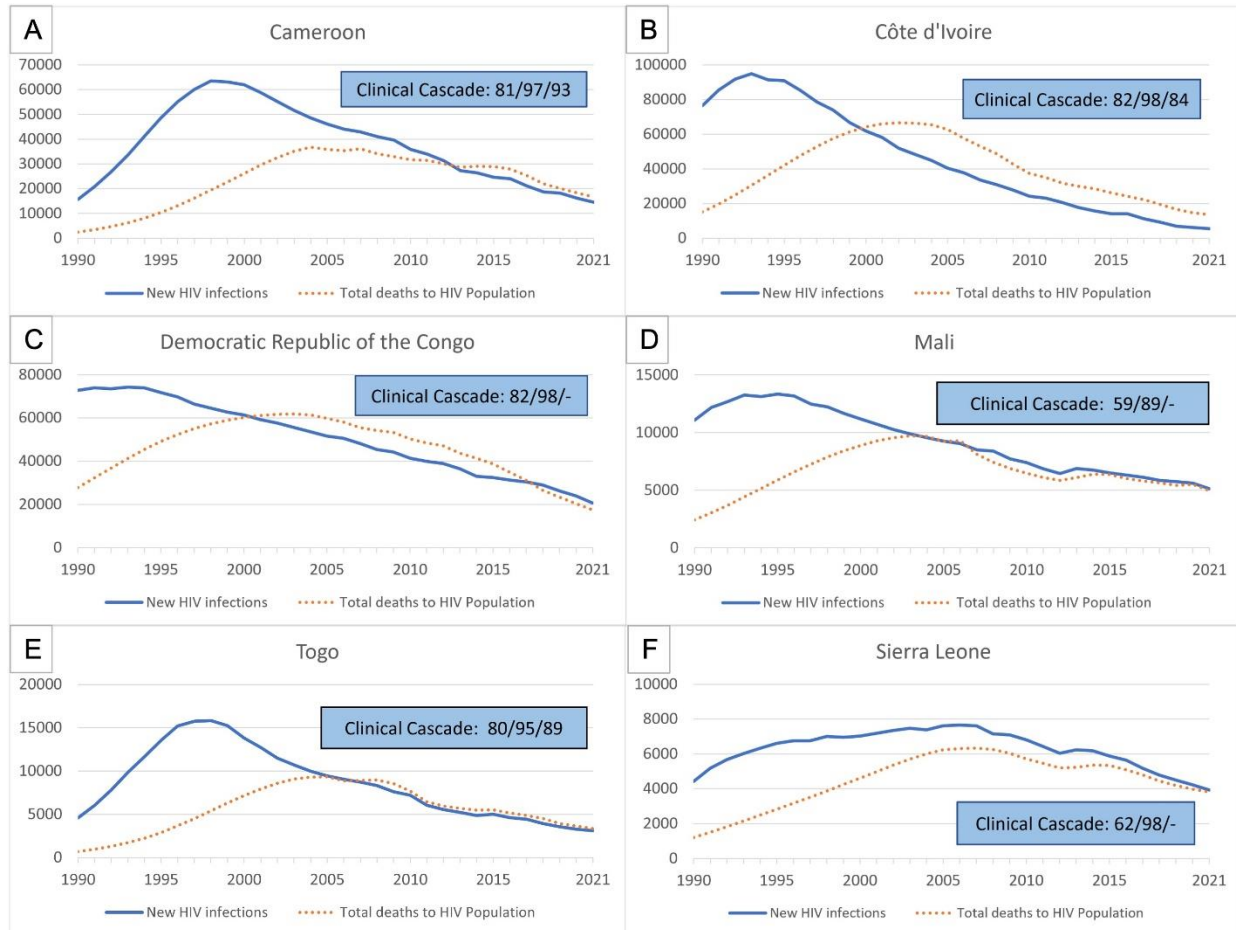 A
Cameroon
70000
60000
50000
40000
30000
20000
10000
0
Clinical Cascade: 81/97/93
1990 1995 2000 2005 2010 2015 2021
New HIV infections Total deaths to HIV Population
B
Côte d'Ivoire
100000
80000
60000
40000
20000
0
Clinical Cascade: 82/98/84
1990 1995 2000 2005 2010 2015 2021
New HIV infections Total deaths to HIV Population
C
Democratic Republic of the Congo
80000
60000
40000
20000
0
Clinical Cascade: 82/98/-
1990 1995 2000 2005 2010 2015 2021
New HIV infections Total deaths to HIV Population
D
Mali
15000
10000
5000
0
Clinical Cascade: 59/89/-
1990 1995 2000 2005 2010 2015 2021
New HIV infections Total deaths to HIV Population
E
Togo
20000
15000
10000
5000
0
Clinical Cascade: 80/95/89
1990 1995 2000 2005 2010 2015 2021
New HIV infections Total deaths to HIV Population
F
Sierra Leone
10000
8000
6000
4000
2000
0
Clinical Cascade: 62/98/-
1990 1995 2000 2005 2010 2015 2021
New HIV infections Total deaths to HIV Population